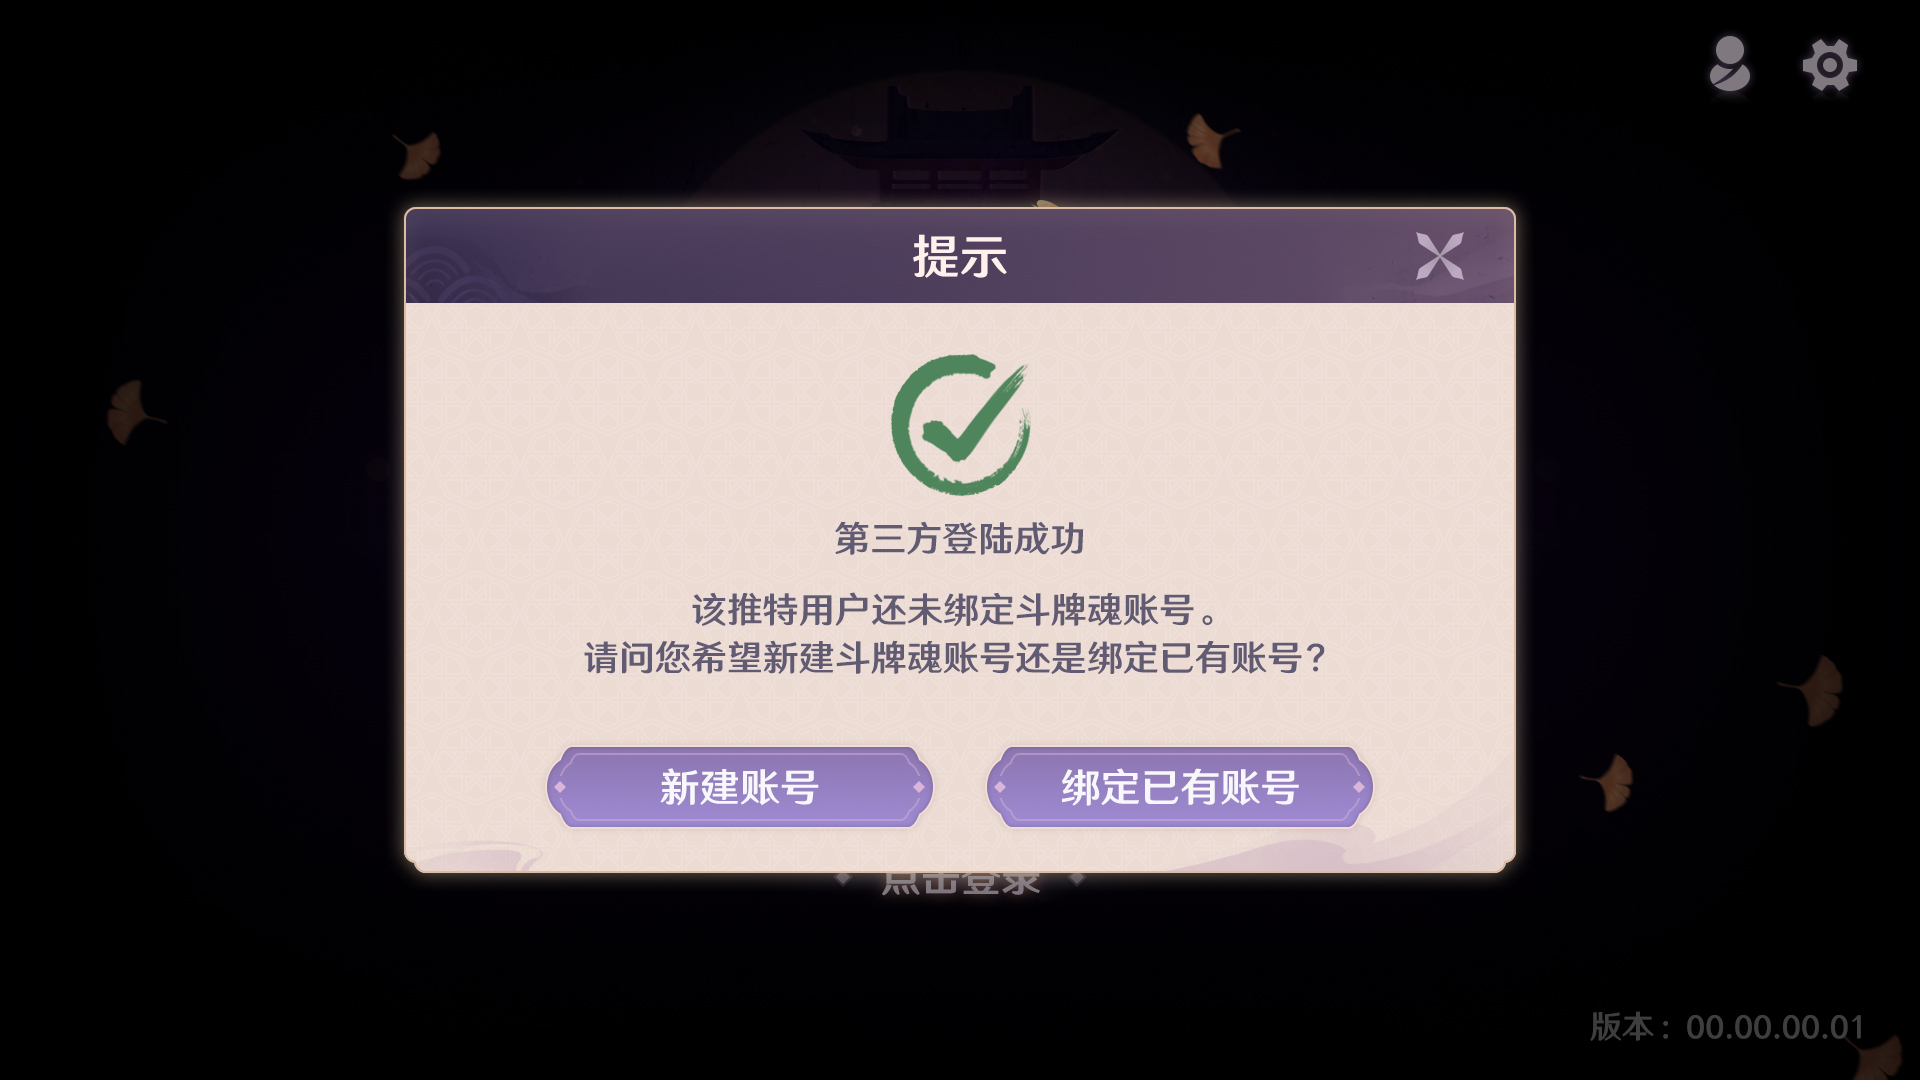 提示
第三方登陆成功
该推特用户还未绑定斗牌魂账号。
请问您希望新建斗牌魂账号还是绑定已有账号？
新建账号
绑定已有账号
点击登录
版本：00.00.00.01